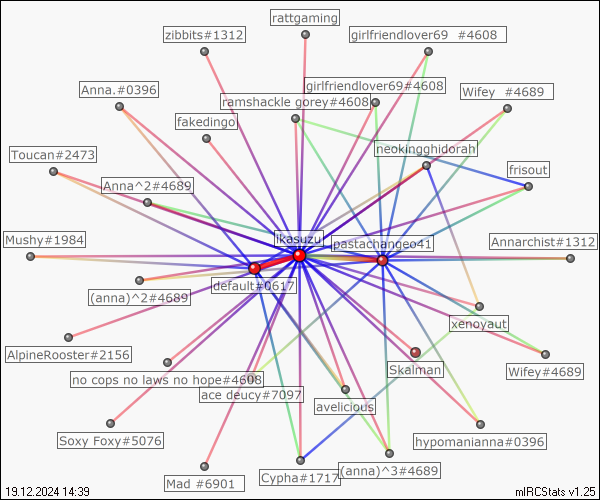 rattgaming
zibbits#1312
girlfriendlover69 #4608
girlfriendlover69#4608
Anna.#0396
ramshackle gorey#4608
Wifey #4689
fakedingo
neokingghidorah
Toucan#2473
frisout
Anna^2#4689
Mushy#1984
ikasuzu
pastachangeo41
Annarchist#1312
default#0617
(anna)^2#4689
xenoyaut
AlpineRooster#2156
no cops no laws no hope#4608
Skalman
Wifey#4689
ace deucy#7097
avelicious
Soxy Foxy#5076
hypomanianna#0396
Mad #6901
Cypha#1717
(anna)^3#4689
19.12.2024 14:39
mIRCStats v1.25